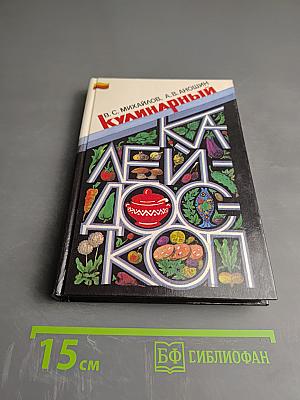 В. С. МИХАЙЛОВ, А. В. АНОШИН
КУЛИНАРНЫЙ
КА
ЛЕЙ
ДОС-
КОП
15 см
БФ БИБЛИОФАН